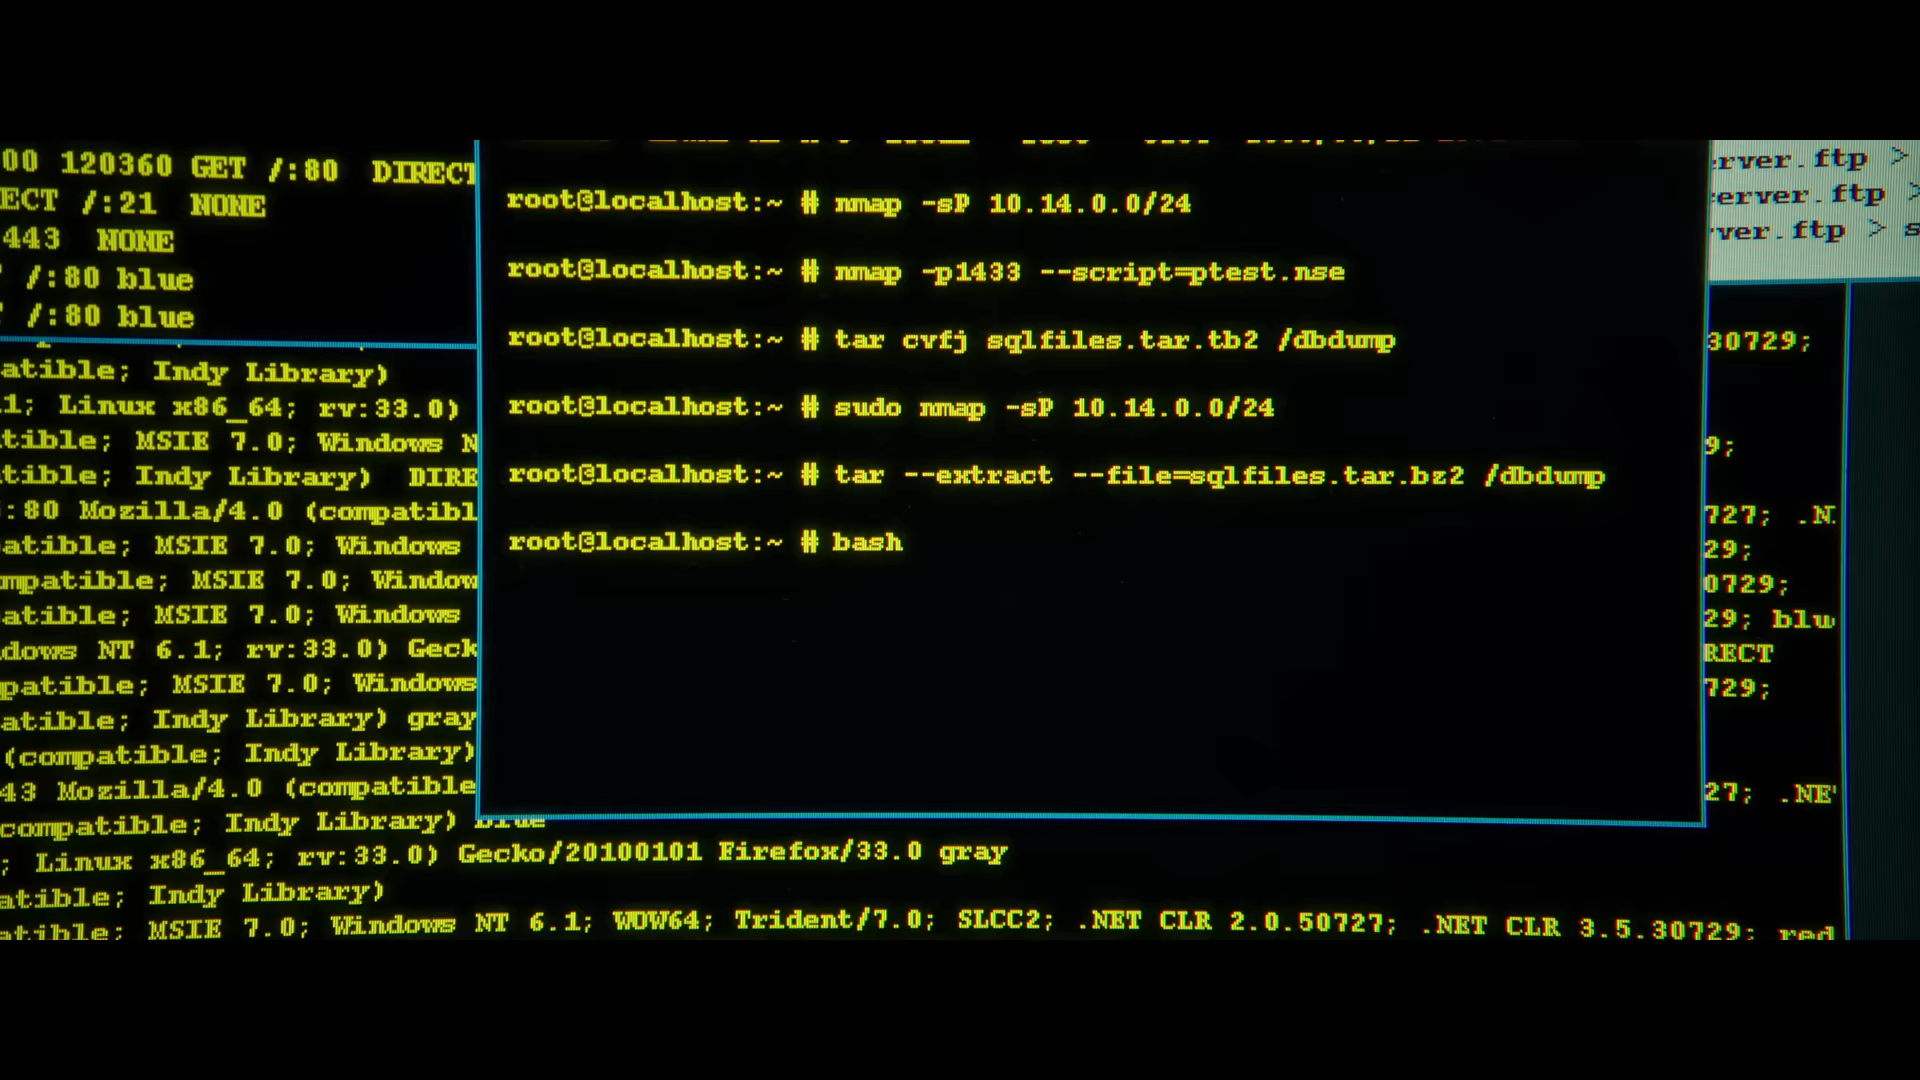 00 120360 GET /:80 DIRECT
ECT /:21 NONE
443 NONE
/:80 blue
/:80 blue
atible; Indy Library)
Linux x86_64; rv:33.0)
tible; MSIE 7.0; Windows N
tible; Indy Library) DIRE
:80 Mozilla/4.0 (compatibl
atible; MSIE 7.0; Windows
mpatible; MSIE 7.0; Window
patible; MSIE 7.0; Windows
dows NT 6.1; rv:33.0) Geck
patible; MSIE 7.0; Windows
atible; Indy Library) gray
(compatible; Indy Library)
43 Mozilla/4.0 (compatible
compatible; Indy Library) blue
; Linux x86_64; rv:33.0) Gecko/20100101 Firefox/33.0 gray
atible; Indy Library)
atible; MSIE 7.0; Windows NT 6.1; WOW64; Trident/7.0; SLCC2; .NET CLR 2.0.50727; .NET CLR 3.5.30729; red
root@localhost:~ # nmap -sP 10.14.0.0/24
root@localhost:~ # nmap -p1433 --script=ptest.nse
root@localhost:~ # tar cvfj sqlfiles.tar.tb2 /dbdump
root@localhost:~ # sudo nmap -sP 10.14.0.0/24
root@localhost:~ # tar --extract --file=sqlfiles.tar.bz2 /dbdump
root@localhost:~ # bash
erver.ftp >
erver.ftp >
rver.ftp > s
30729;
9;
727; .N
29;
0729;
29; blu
RECT
729;
27; .NE